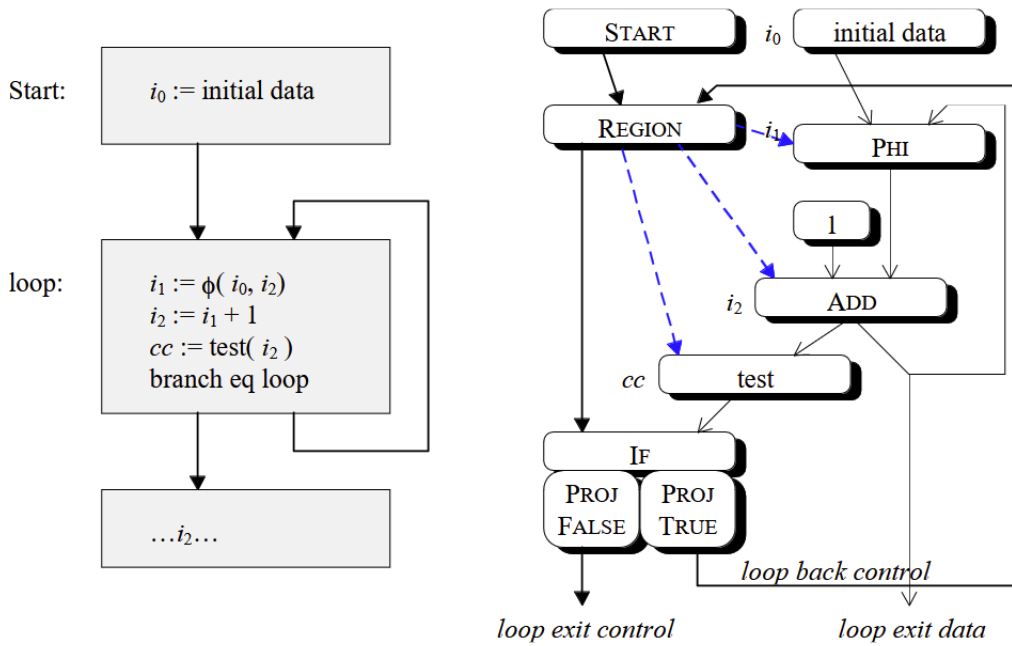 Start:
i₀ := initial data
loop:
i₁ := ϕ( i₀, i₂)
i₂ := i₁ + 1
cc := test( i₂ )
branch eq loop
…i₂…
START
i₀
initial data
REGION
i₁
PHI
1
i₂
ADD
cc
test
IF
PROJ
FALSE
PROJ
TRUE
loop back control
loop exit control
loop exit data